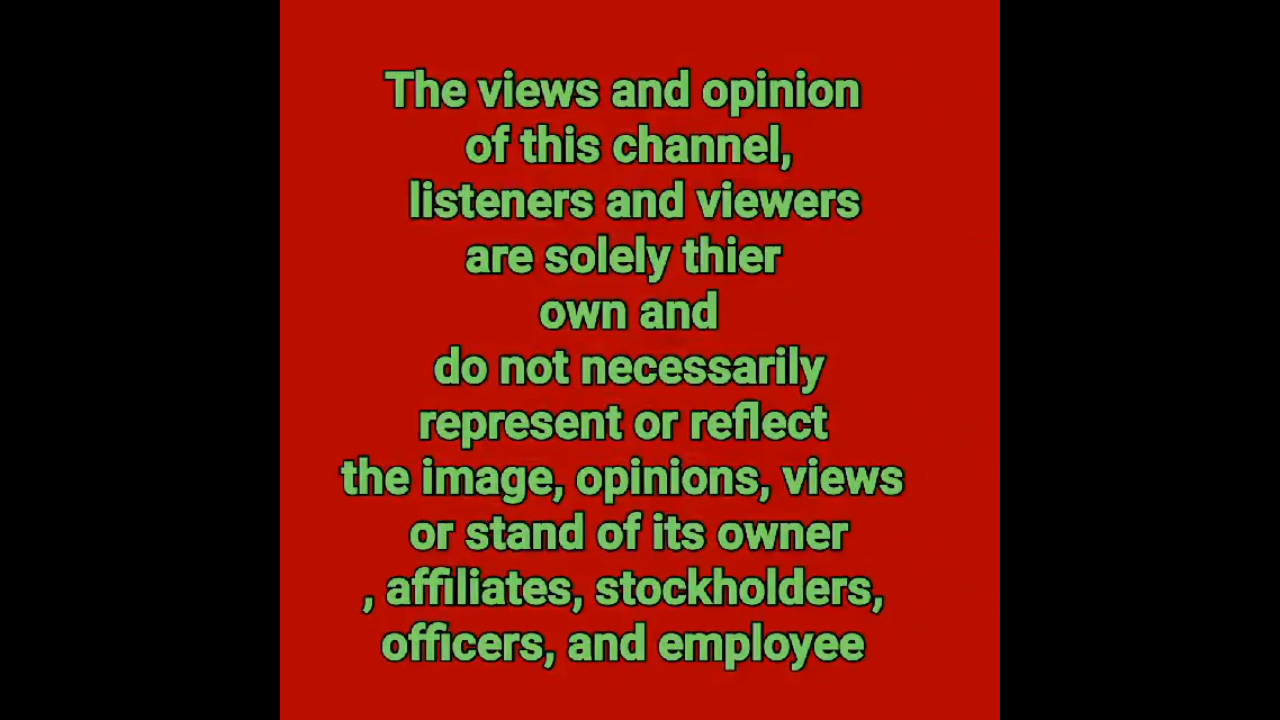 The views and opinion
of this channel,
listeners and viewers
are solely thier
own and
do not necessarily
represent or reflect
the image, opinions, views
or stand of its owner
, affiliates, stockholders,
officers, and employee